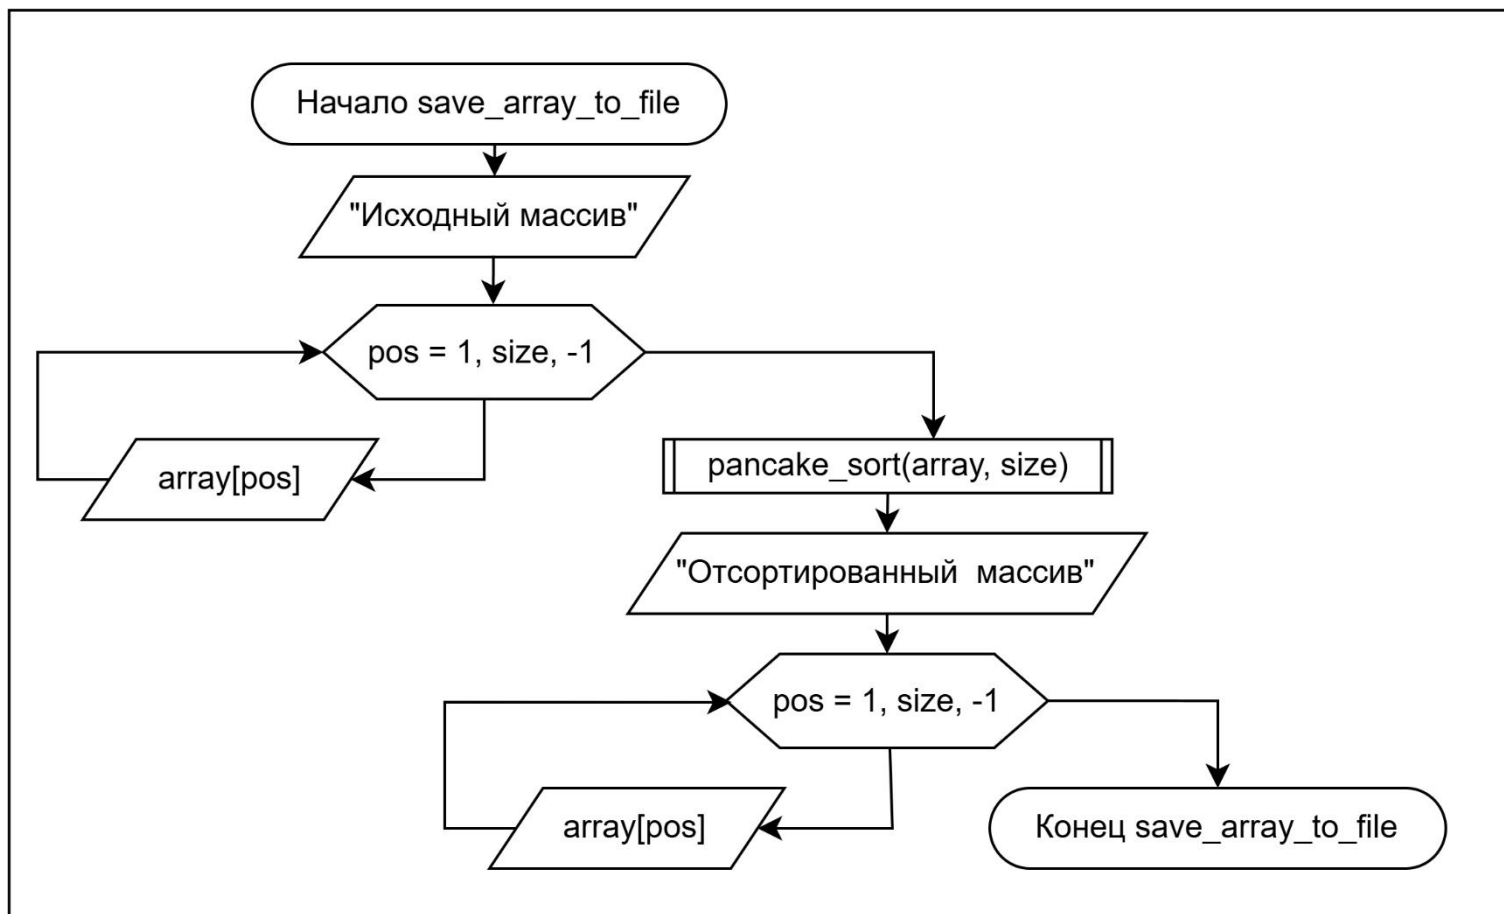 Начало save_array_to_file
"Исходный массив"
pos = 1, size, -1
array[pos]
pancake_sort(array, size)
"Отсортированный  массив"
pos = 1, size, -1
array[pos]
Конец save_array_to_file